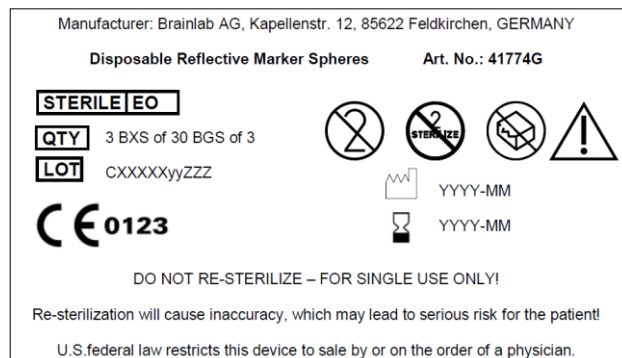 Manufacturer: Brainlab AG, Kapellenstr. 12, 85622 Feldkirchen, GERMANY
Disposable Reflective Marker Spheres Art. No.: 41774G
STERILE EO
2 2 STERILIZE
QTY 3 BXS of 30 BGS of 3
LOT CXXXXXyyZZZ
YYYY-MM
CE 0123 YYYY-MM
DO NOT RE-STERILIZE – FOR SINGLE USE ONLY!
Re-sterilization will cause inaccuracy, which may lead to serious risk for the patient!
U.S.federal law restricts this device to sale by or on the order of a physician.